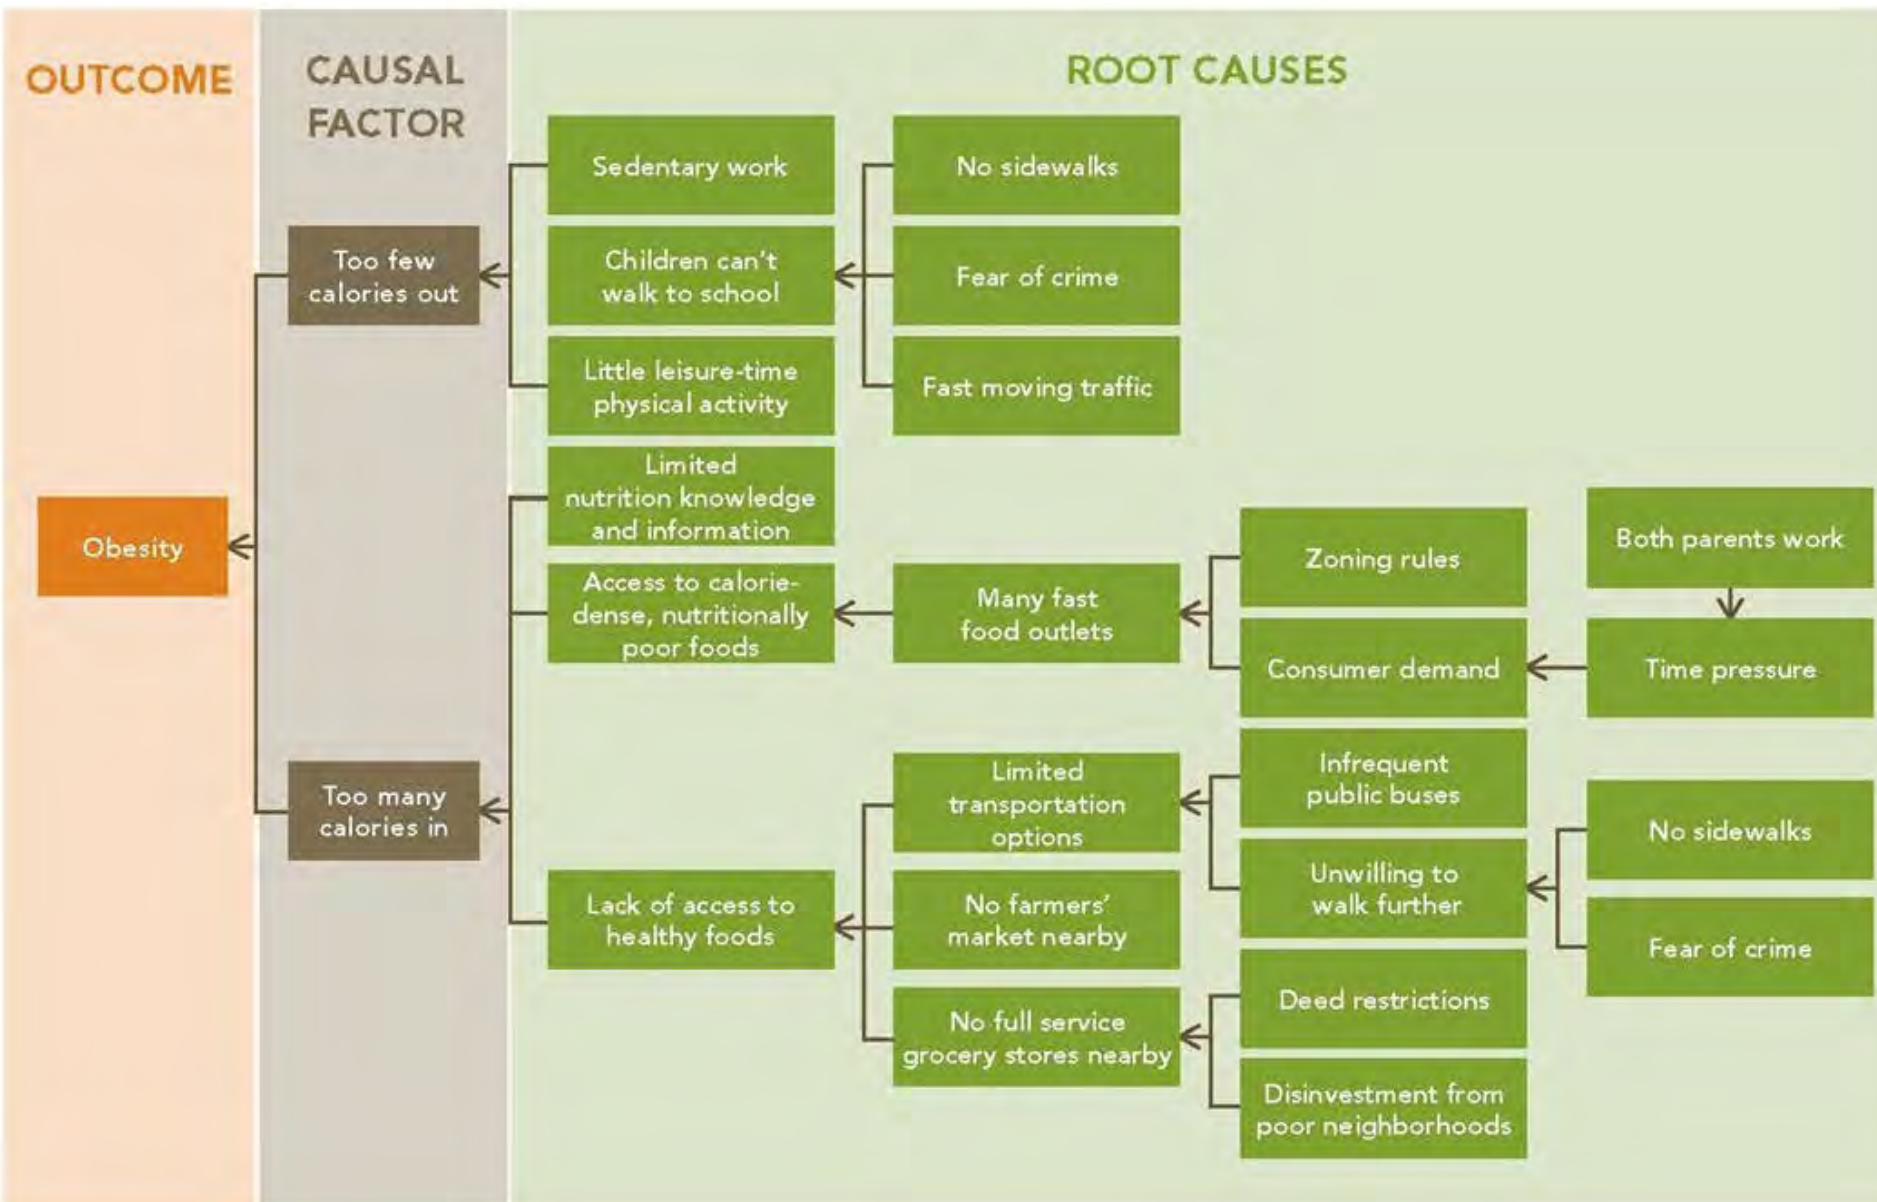 OUTCOME
CAUSAL
FACTOR
ROOT CAUSES
Obesity
Too few
calories out
Too many
calories in
Sedentary work
Children can't
walk to school
Little leisure-time
physical activity
Limited
nutrition knowledge
and information
Access to calorie-
dense, nutritionally
poor foods
Lack of access to
healthy foods
No sidewalks
Fear of crime
Fast moving traffic
Many fast
food outlets
Limited
transportation
options
No farmers'
market nearby
No full service
grocery stores nearby
Zoning rules
Consumer demand
Infrequent
public buses
Unwilling to
walk further
Deed restrictions
Disinvestment from
poor neighborhoods
Both parents work
Time pressure
No sidewalks
Fear of crime